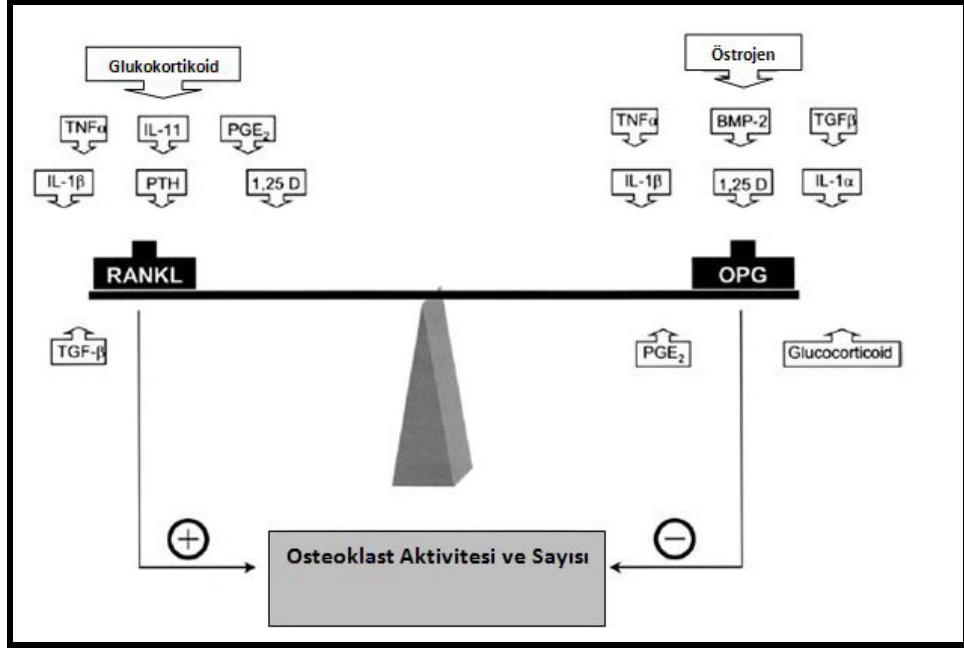 Glukokortikoid
Östrojen
TNFα IL-11 PGE₂
TNFα BMP-2 TGFβ
IL-1β PTH 1,25 D
IL-1β 1,25 D IL-1α
RANKL
OPG
TGF-β
PGE₂ Glucocorticoid
+
−
Osteoklast Aktivitesi ve Sayısı